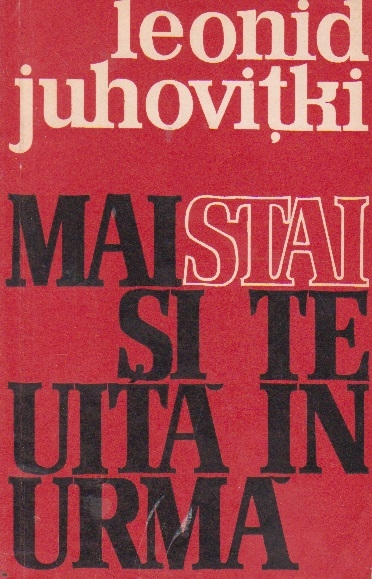 leonid
juhovițki
MAI STAI
ȘI TE
UITĂ ÎN
URMĂ